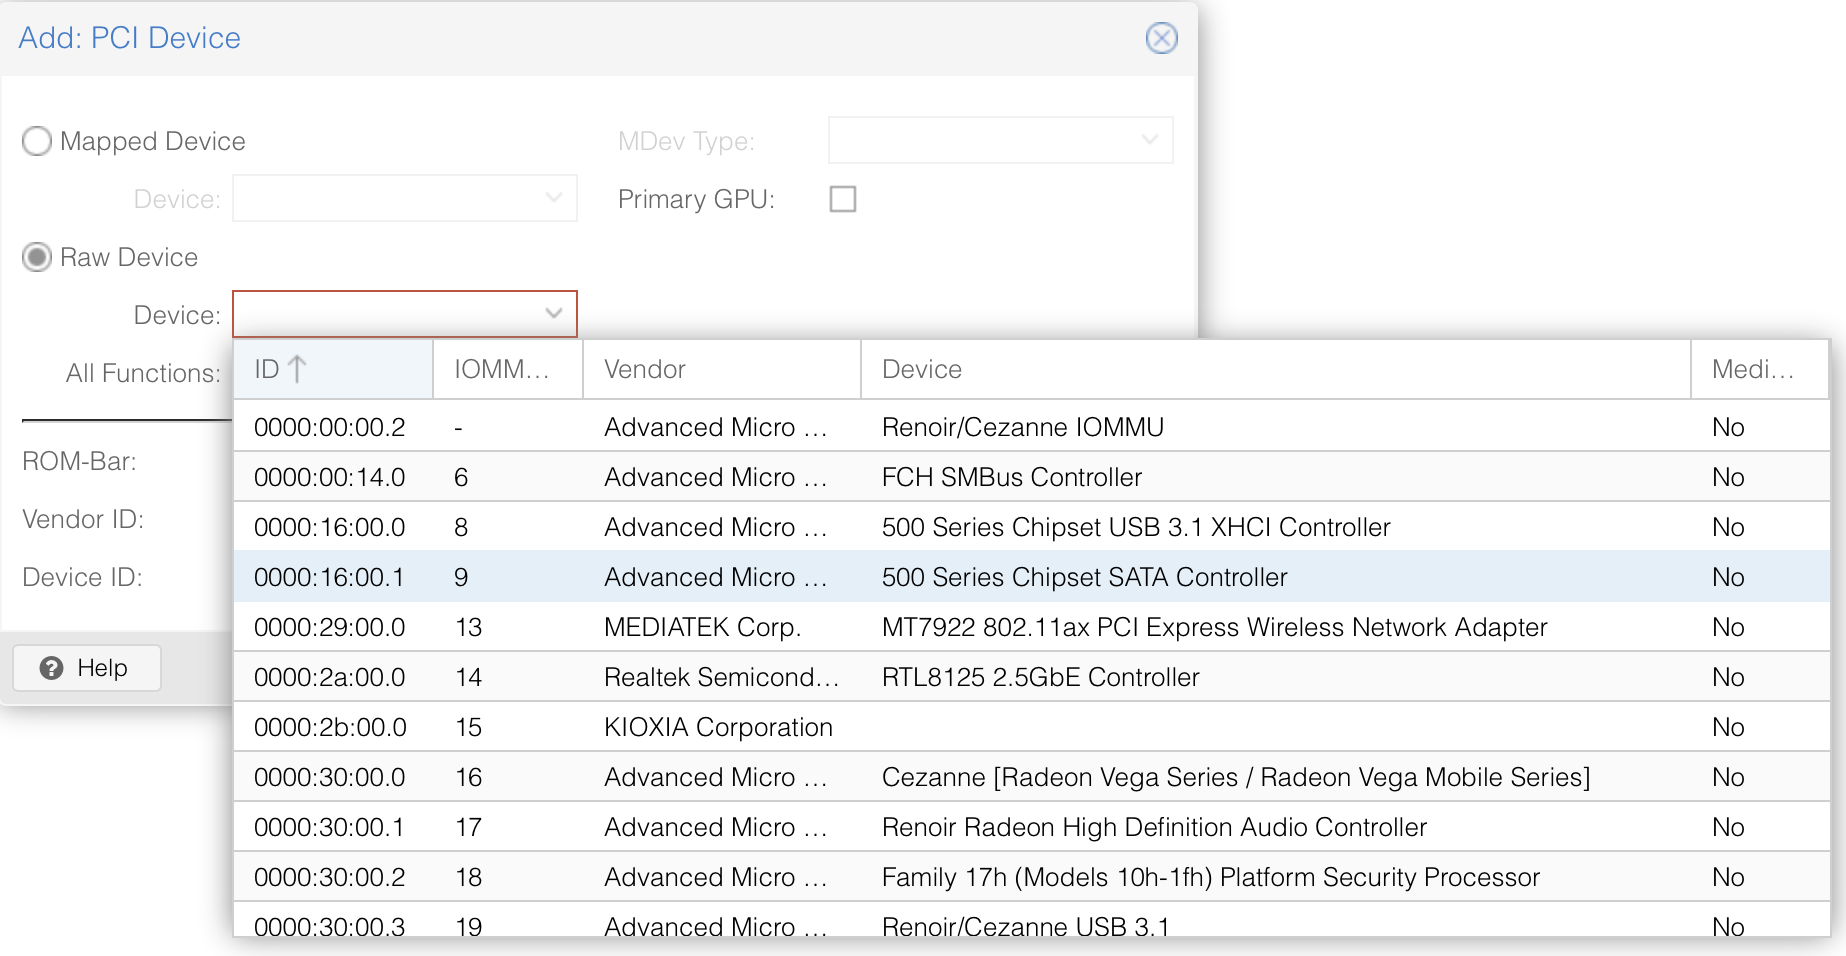 Add: PCI Device
Mapped Device
MDev Type:
Device:
Primary GPU:
Raw Device
Device:
All Functions:
ROM-Bar:
Vendor ID:
Device ID:
Help
ID IOMM... Vendor Device Medi...
0000:00:00.2 - Advanced Micro ... Renoir/Cezanne IOMMU No
0000:00:14.0 6 Advanced Micro ... FCH SMBus Controller No
0000:16:00.0 8 Advanced Micro ... 500 Series Chipset USB 3.1 XHCI Controller No
0000:16:00.1 9 Advanced Micro ... 500 Series Chipset SATA Controller No
0000:29:00.0 13 MEDIATEK Corp. MT7922 802.11ax PCI Express Wireless Network Adapter No
0000:2a:00.0 14 Realtek Semicond... RTL8125 2.5GbE Controller No
0000:2b:00.0 15 KIOXIA Corporation No
0000:30:00.0 16 Advanced Micro ... Cezanne [Radeon Vega Series / Radeon Vega Mobile Series] No
0000:30:00.1 17 Advanced Micro ... Renoir Radeon High Definition Audio Controller No
0000:30:00.2 18 Advanced Micro ... Family 17h (Models 10h-1fh) Platform Security Processor No
0000:30:00.3 19 Advanced Micro ... Renoir/Cezanne USB 3.1 No